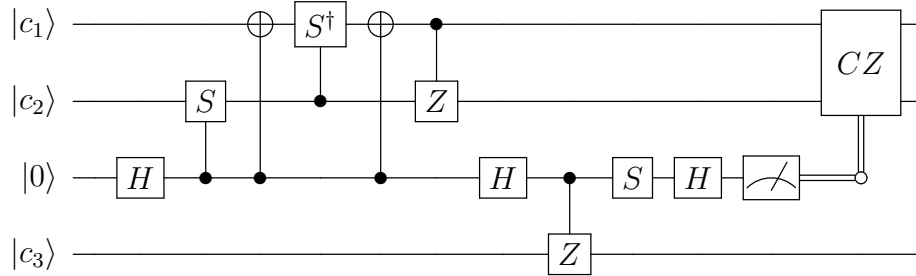 |c₁⟩ S† CZ
|c₂⟩ S Z
|0⟩ H H S H
|c₃⟩ Z